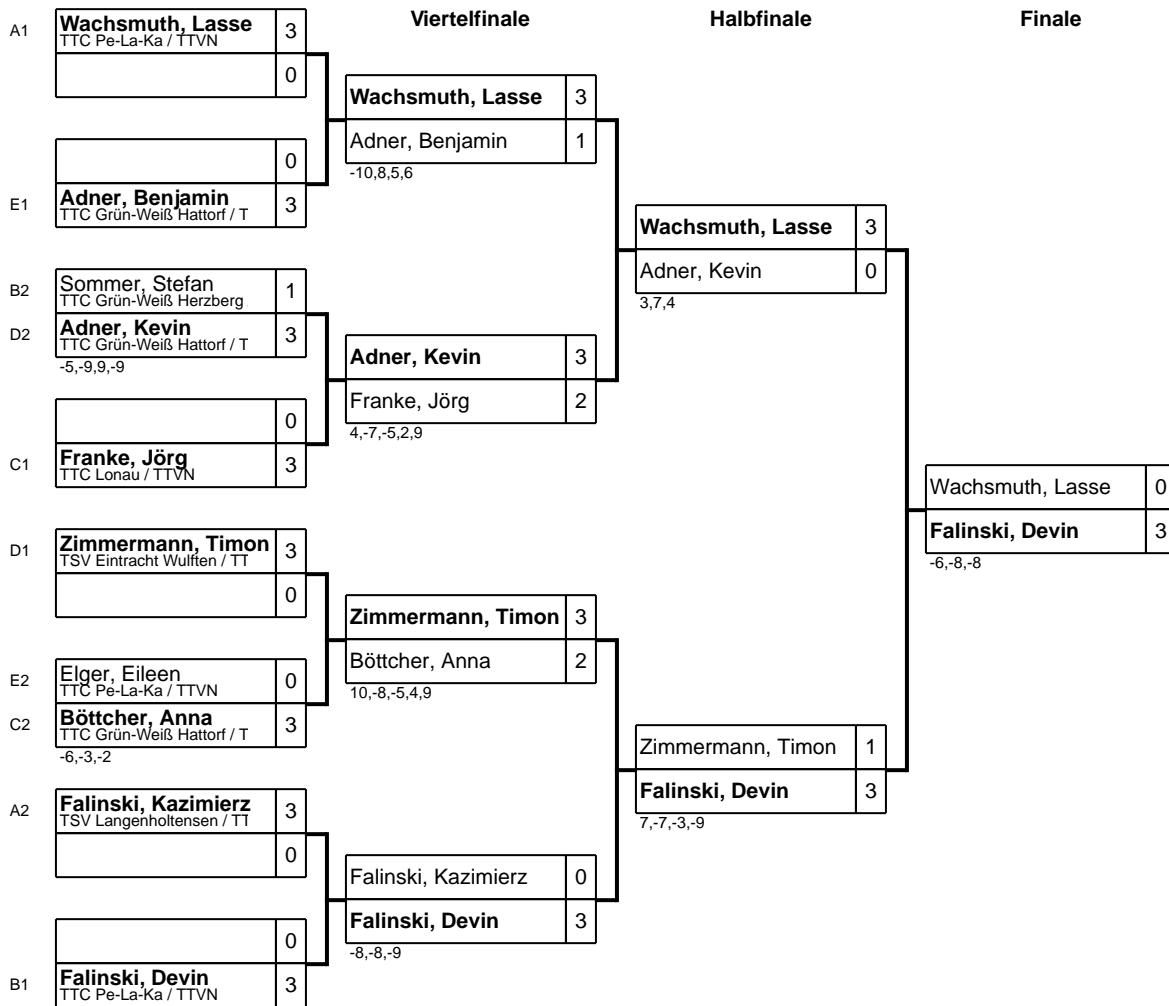 Viertelfinale
Halbfinale
Finale
A1
Wachsmuth, Lasse
TTC Pe-La-Ka / TTVN
3
0
0
E1
Adner, Benjamin
TTC Grün-Weiß Hattorf / T
3
B2
Sommer, Stefan
TTC Grün-Weiß Herzberg
1
D2
Adner, Kevin
TTC Grün-Weiß Hattorf / T
3
-5,-9,9,-9
0
C1
Franke, Jörg
TTC Lonau / TTVN
3
D1
Zimmermann, Timon
TSV Eintracht Wulften / TT
3
0
E2
Elger, Eileen
TTC Pe-La-Ka / TTVN
0
C2
Böttcher, Anna
TTC Grün-Weiß Hattorf / T
3
-6,-3,-2
A2
Falinski, Kazimierz
TSV Langenholtensen / TT
3
0
0
B1
Falinski, Devin
TTC Pe-La-Ka / TTVN
3
Wachsmuth, Lasse 3
Adner, Benjamin 1
-10,8,5,6
Adner, Kevin 3
Franke, Jörg 2
4,-7,-5,2,9
Zimmermann, Timon 3
Böttcher, Anna 2
10,-8,-5,4,9
Falinski, Kazimierz 0
Falinski, Devin 3
-8,-8,-9
Wachsmuth, Lasse 3
Adner, Kevin 0
3,7,4
Zimmermann, Timon 1
Falinski, Devin 3
7,-7,-3,-9
Wachsmuth, Lasse 0
Falinski, Devin 3
-6,-8,-8